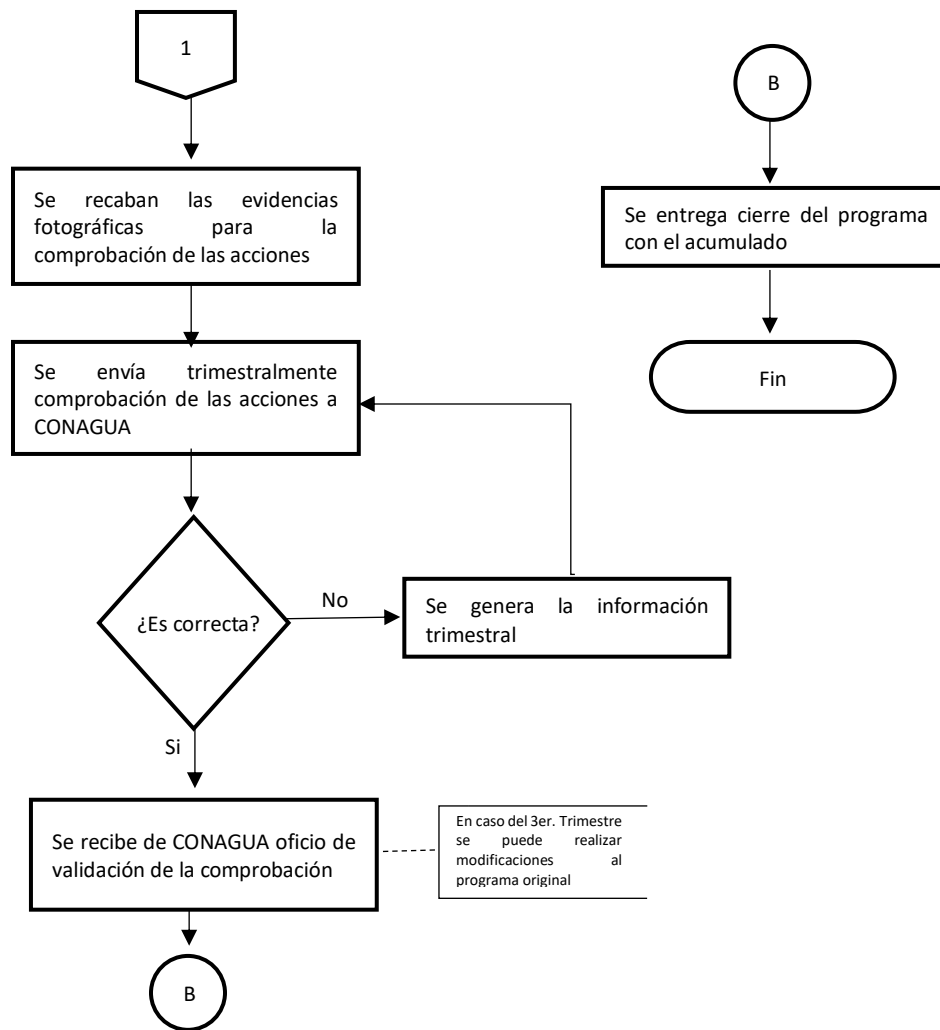 1
Se recaban las evidencias
fotográficas para la
comprobación de las acciones
Se envía trimestralmente
comprobación de las acciones a
CONAGUA
¿Es correcta?
No
Se genera la información
trimestral
Si
Se recibe de CONAGUA oficio de
validación de la comprobación
En caso del 3er. Trimestre
se puede realizar
modificaciones al
programa original
B
B
Se entrega cierre del programa
con el acumulado
Fin